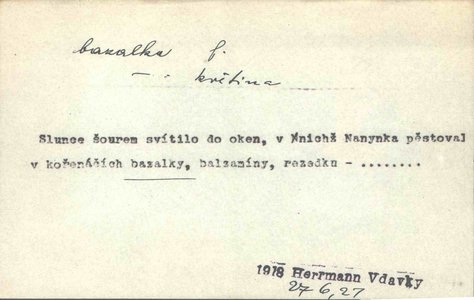 bazalka f.
— „ — květina
Slunce šourem svítilo do oken, v nnichž Nanynka pěstoval
v kořenáčích bazalky, balzamíny, rezedku - ........
1918 Herrmann Vdavky
27 6, 27